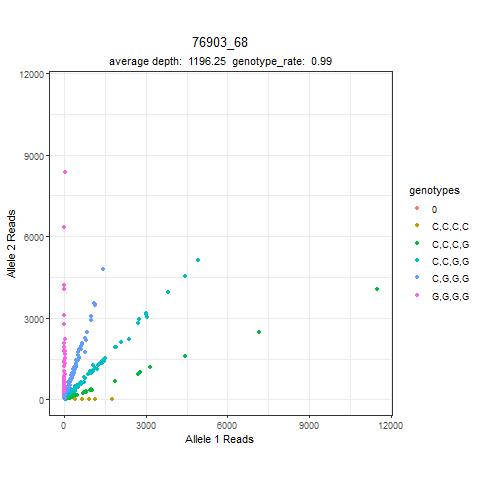 76903_68
average depth: 1196.25 genotype_rate: 0.99
12000
9000
6000
3000
0
Allele 2 Reads
0 3000 6000 9000 12000
Allele 1 Reads
genotypes
0
C,C,C,C
C,C,C,G
C,C,G,G
C,G,G,G
G,G,G,G